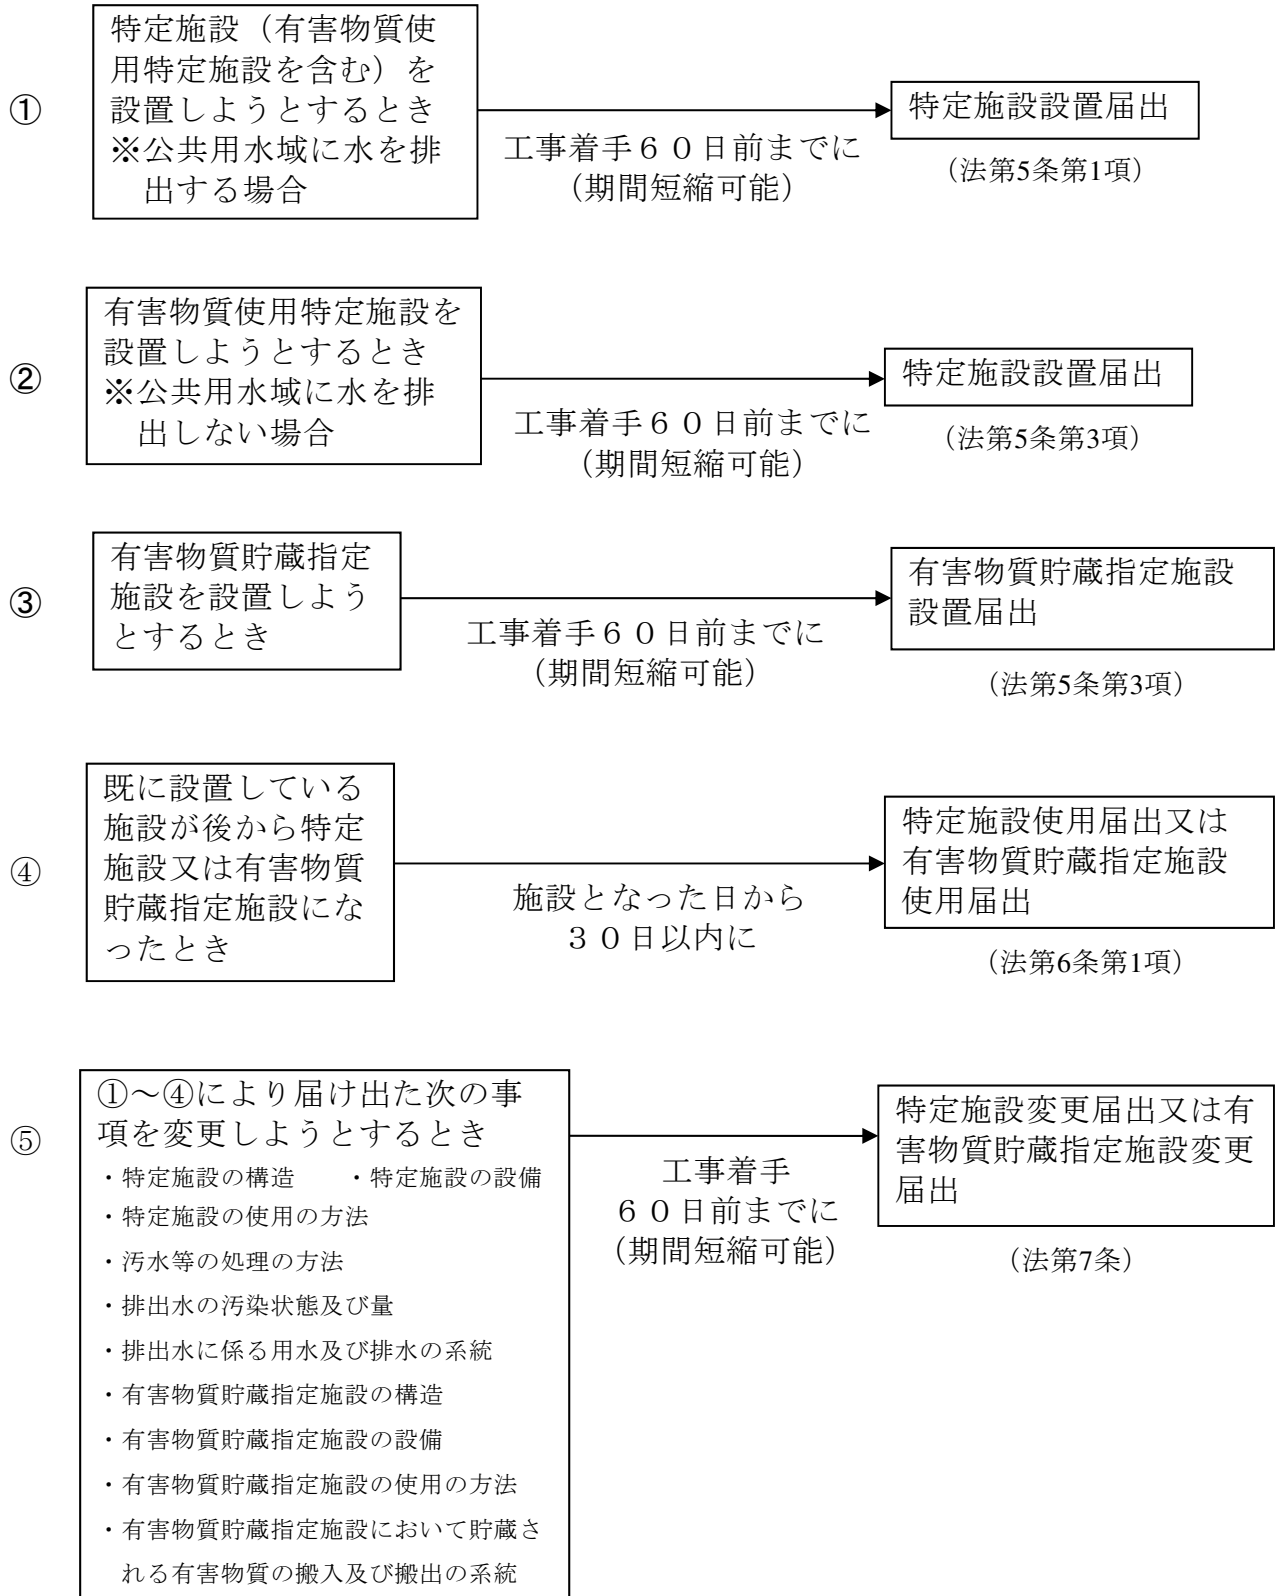 ①
特定施設（有害物質使
用特定施設を含む）を
設置しようとするとき
※公共用水域に水を排
出する場合
工事着手６０日前までに
（期間短縮可能）
特定施設設置届出
（法第5条第1項）
②
有害物質使用特定施設を
設置しようとするとき
※公共用水域に水を排
出しない場合
工事着手６０日前までに
（期間短縮可能）
特定施設設置届出
（法第5条第3項）
③
有害物質貯蔵指定
施設を設置しよう
とするとき
工事着手６０日前までに
（期間短縮可能）
有害物質貯蔵指定施設
設置届出
（法第5条第3項）
④
既に設置している
施設が後から特定
施設又は有害物質
貯蔵指定施設にな
ったとき
施設となった日から
３０日以内に
特定施設使用届出又は
有害物質貯蔵指定施設
使用届出
（法第6条第1項）
⑤
①～④により届け出た次の事
項を変更しようとするとき
・特定施設の構造　　・特定施設の設備
・特定施設の使用の方法
・汚水等の処理の方法
・排出水の汚染状態及び量
・排出水に係る用水及び排水の系統
・有害物質貯蔵指定施設の構造
・有害物質貯蔵指定施設の設備
・有害物質貯蔵指定施設の使用の方法
・有害物質貯蔵指定施設において貯蔵さ
れる有害物質の搬入及び搬出の系統
工事着手
６０日前までに
（期間短縮可能）
特定施設変更届出又は有
害物質貯蔵指定施設変更
届出
（法第7条）